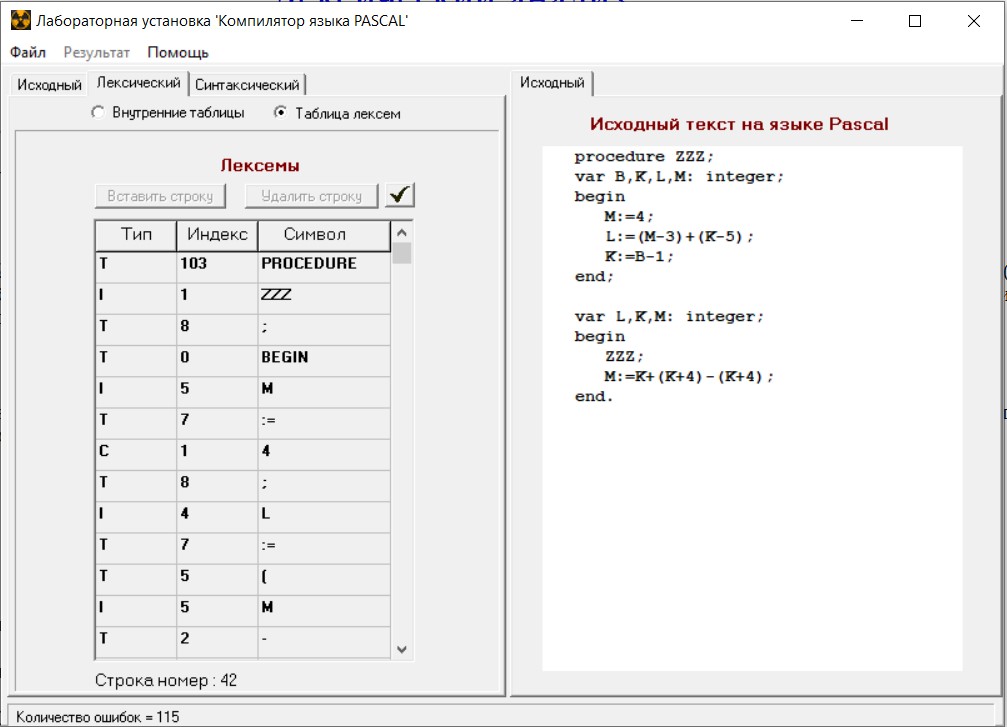 Лабораторная установка 'Компилятор языка PASCAL'
Файл Результат Помощь
Исходный Лексический Синтаксический
Внутренние таблицы Таблица лексем
Лексемы
Вставить строку Удалить строку
Тип Индекс Символ
T 103 PROCEDURE
I 1 ZZZ
T 8 ;
T 0 BEGIN
I 5 M
T 7 :=
C 1 4
T 8 ;
I 4 L
T 7 :=
T 5 (
I 5 M
T 2 -
Строка номер : 42
Исходный
Исходный текст на языке Pascal
procedure ZZZ;
var B,K,L,M: integer;
begin
M:=4;
L:=(M-3)+(K-5);
K:=B-1;
end;
var L,K,M: integer;
begin
ZZZ;
M:=K+(K+4)-(K+4);
end.
Количество ошибок = 115